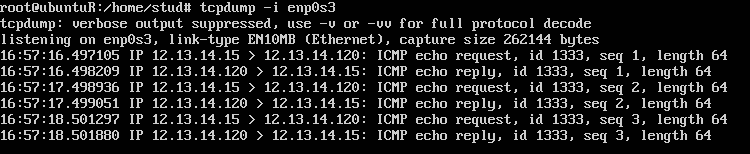 root@ubuntuR:/home/stud# tcpdump -i enp0s3
tcpdump: verbose output suppressed, use -v or -vv for full protocol decode
listening on enp0s3, link-type EN10MB (Ethernet), capture size 262144 bytes
16:57:16.497105 IP 12.13.14.15 > 12.13.14.120: ICMP echo request, id 1333, seq 1, length 64
16:57:16.498209 IP 12.13.14.120 > 12.13.14.15: ICMP echo reply, id 1333, seq 1, length 64
16:57:17.498936 IP 12.13.14.15 > 12.13.14.120: ICMP echo request, id 1333, seq 2, length 64
16:57:17.499051 IP 12.13.14.120 > 12.13.14.15: ICMP echo reply, id 1333, seq 2, length 64
16:57:18.501297 IP 12.13.14.15 > 12.13.14.120: ICMP echo request, id 1333, seq 3, length 64
16:57:18.501880 IP 12.13.14.120 > 12.13.14.15: ICMP echo reply, id 1333, seq 3, length 64